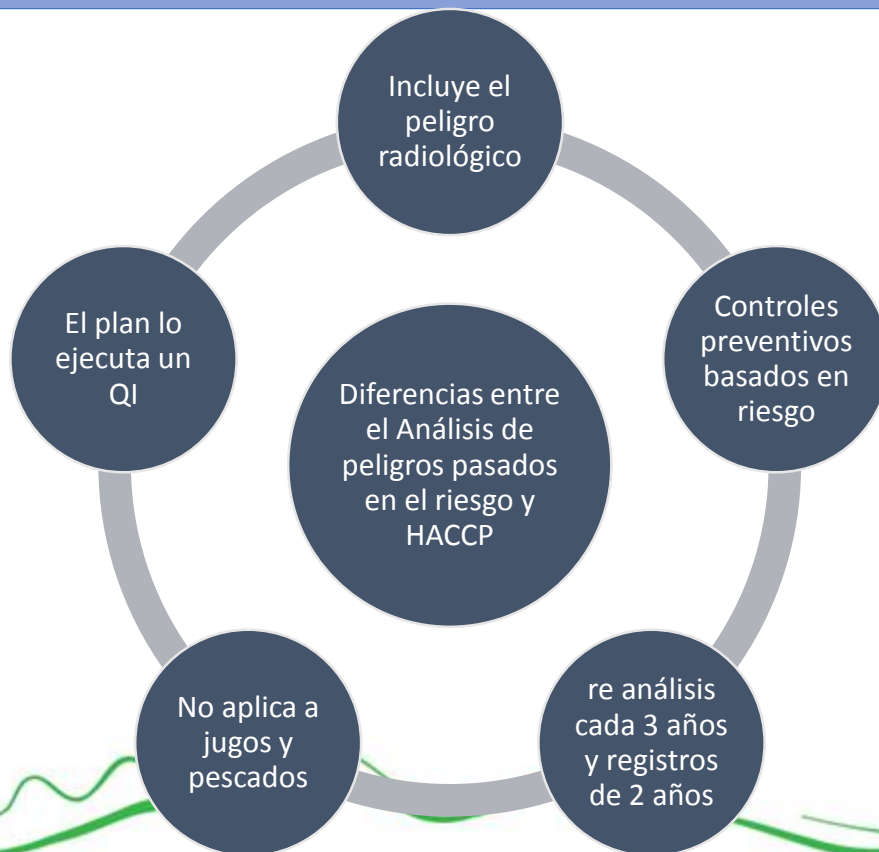 Incluye el
peligro
radiológico
Controles
preventivos
basados en
riesgo
re análisis
cada 3 años
y registros
de 2 años
No aplica a
jugos y
pescados
El plan lo
ejecuta un
QI
Diferencias entre
el Análisis de
peligros pasados
en el riesgo y
HACCP